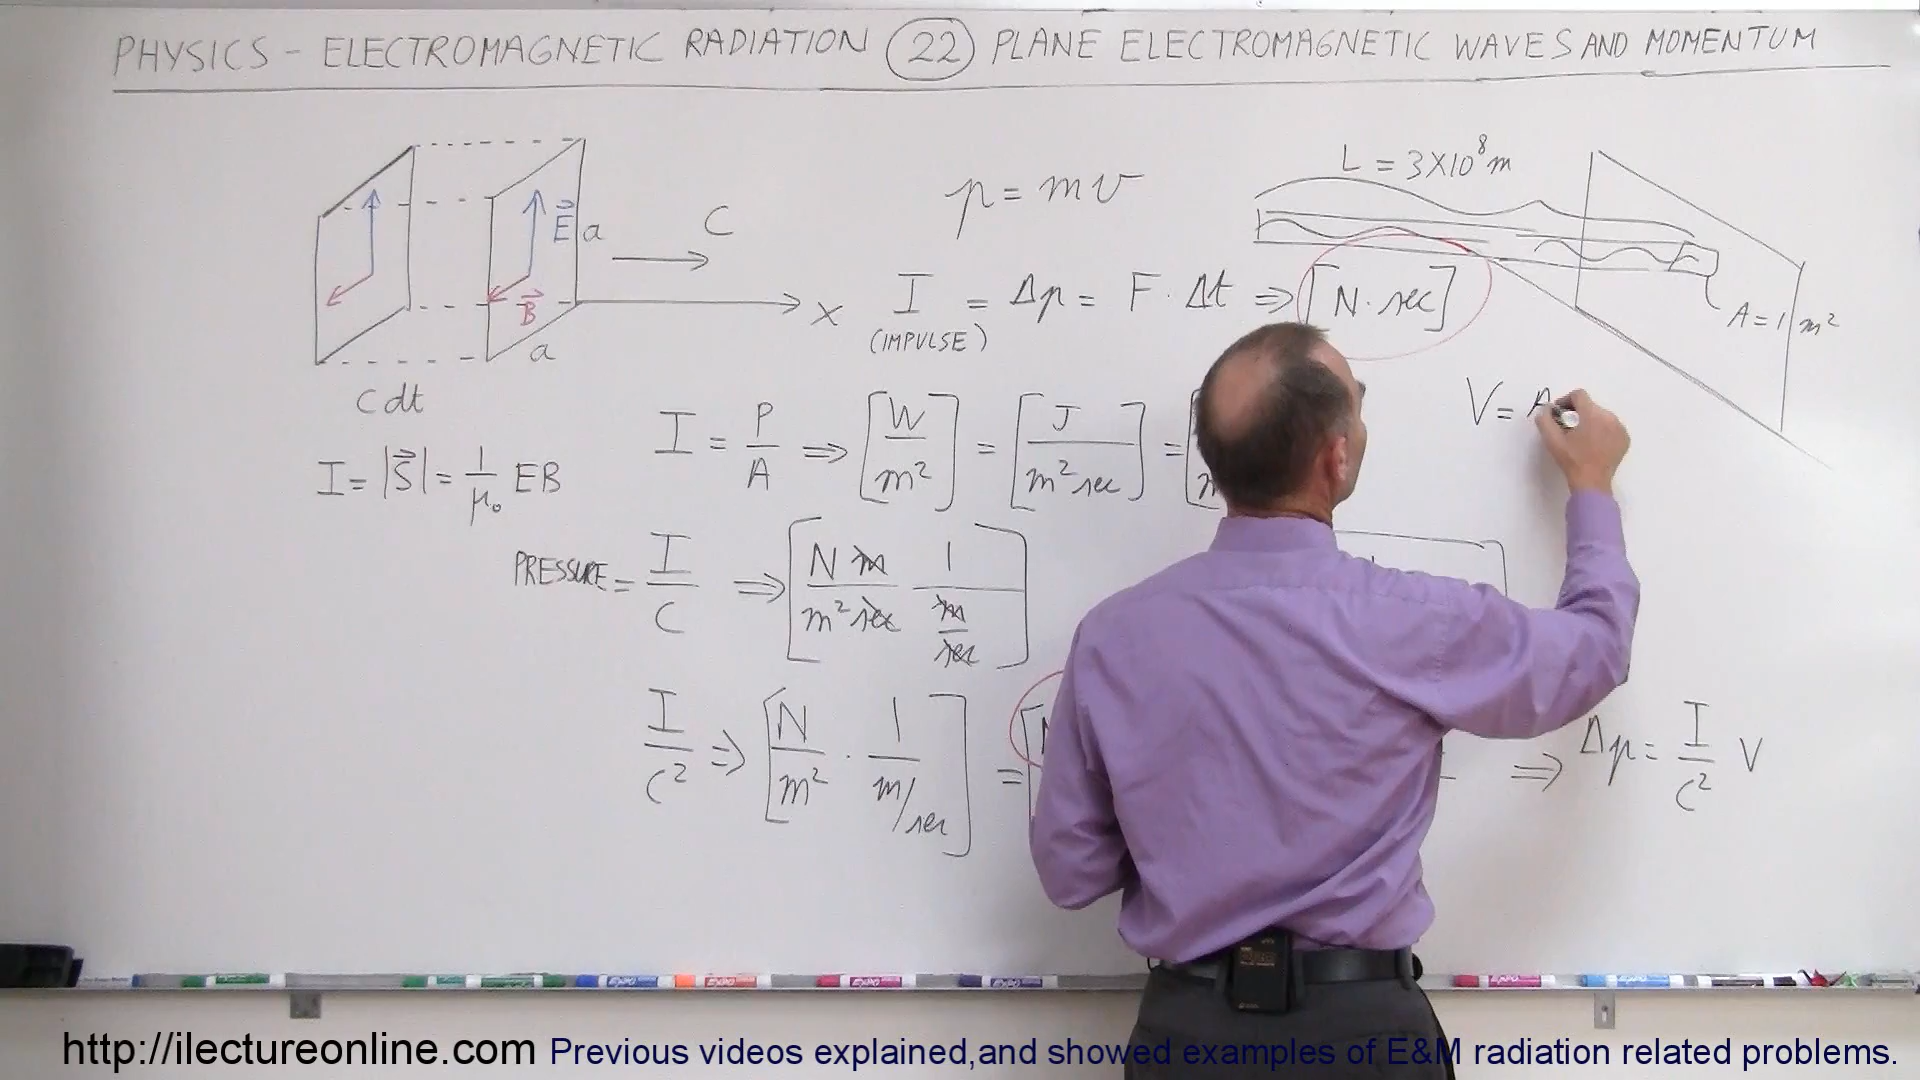 PHYSICS - ELECTROMAGNETIC RADIATION 22 PLANE ELECTROMAGNETIC WAVES AND MOMENTUM
L = 3X10⁸m
p = mv
E⃗ a
C
B⃗
a
X
C dt
I = Δp = F · Δt ⇒ [N · sec]
(IMPULSE)
A = 1 m²
V = A
I = |S⃗| = 1/μ₀ EB
I = P/A ⇒ [W/m²] = [J/m² sec] =
PRESSURE = I/C ⇒ [N m/m² sec 1/(m/sec)]
I/C² ⇒ [N/m² · 1/(m/sec)] =
⇒ Δp = I/C² V
EXPO
http://ilectureonline.com Previous videos explained,and showed examples of E&M radiation related problems.